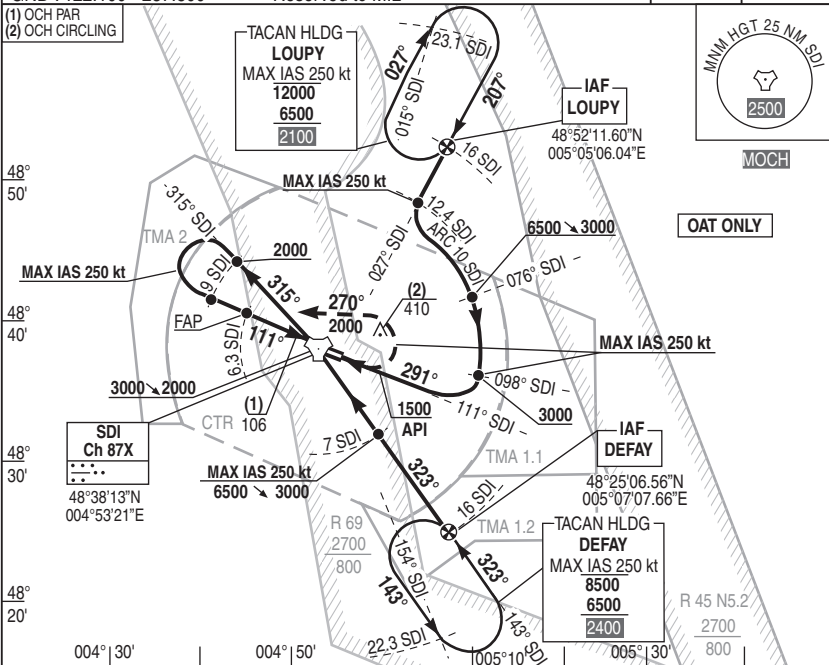 (1) OCH PAR
(2) OCH CIRCLING
TACAN HLDG
LOUPY
MAX IAS 250 kt
12000
6500
2100
027°
015° SDI
23.1 SDI
207°
16 SDI
IAF
LOUPY
48°52'11.60"N
005°05'06.04"E
MNM HGT 25 NM SDI
2500
MOCH
OAT ONLY
48°
50'
MAX IAS 250 kt
12.4 SDI
ARC 10 SDI
027° SDI
6500 ↘ 3000
076° SDI
315° SDI
TMA 2
2000
MAX IAS 250 kt
9 SDI
315°
270°
2000
(2)
410
48°
40'
FAP
111°
6.3 SDI
MAX IAS 250 kt
291°
098° SDI
111° SDI
3000
3000 ↘ 2000
(1)
106
1500
API
CTR
SDI
Ch 87X
48°38'13"N
004°53'21"E
7 SDI
MAX IAS 250 kt
6500 ↘ 3000
323°
TMA 1.1
IAF
DEFAY
48°25'06.56"N
005°07'07.66"E
48°
30'
16 SDI
TMA 1.2
R 69
2700
800
154° SDI
143°
323°
TACAN HLDG
DEFAY
MAX IAS 250 kt
8500
6500
2400
22.3 SDI
143° SDI
R 45 N5.2
2700
800
48°
20'
004° 30'
004° 50'
005° 10'
005° 30'